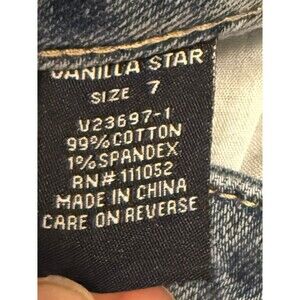 VANILLA STAR
SIZE 7
V23697-1
99% COTTON
1% SPANDEX
RN# 111052
MADE IN CHINA
CARE ON REVERSE